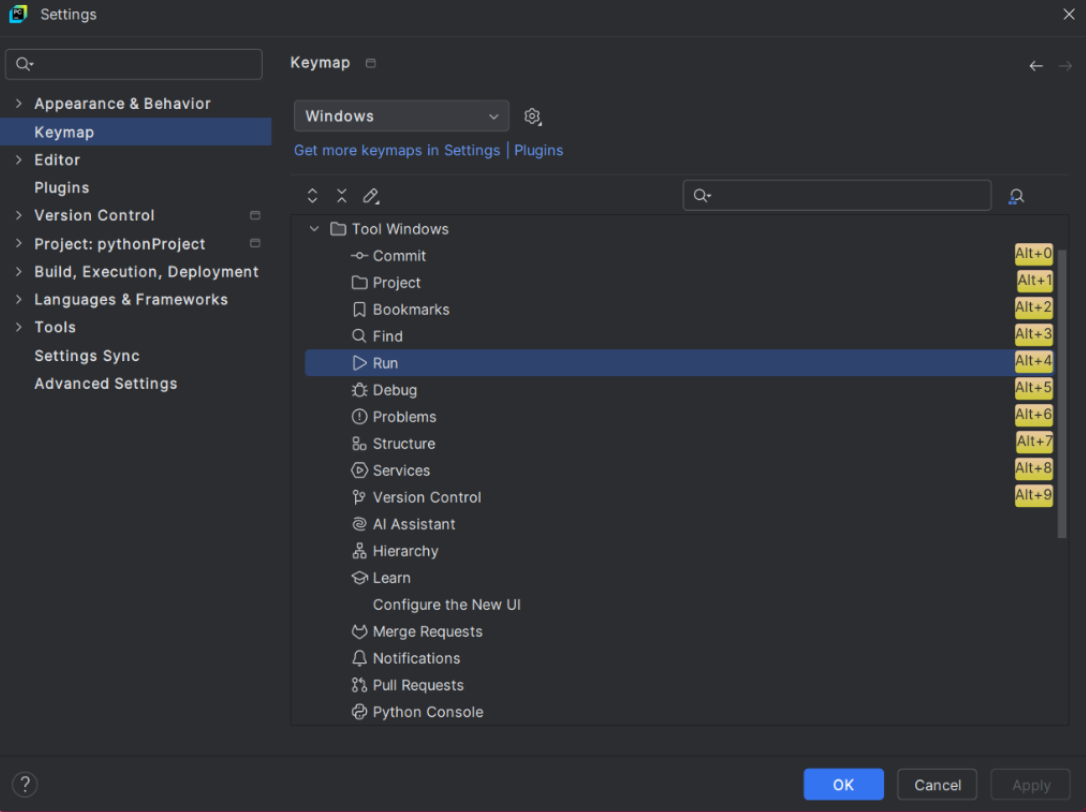 Settings
Keymap
Appearance & Behavior
Keymap
Editor
Plugins
Version Control
Project: pythonProject
Build, Execution, Deployment
Languages & Frameworks
Tools
Settings Sync
Advanced Settings
Windows
Get more keymaps in Settings | Plugins
Tool Windows
Commit Alt+0
Project Alt+1
Bookmarks Alt+2
Find Alt+3
Run Alt+4
Debug Alt+5
Problems Alt+6
Structure Alt+7
Services Alt+8
Version Control Alt+9
AI Assistant
Hierarchy
Learn
Configure the New UI
Merge Requests
Notifications
Pull Requests
Python Console
? OK Cancel Apply